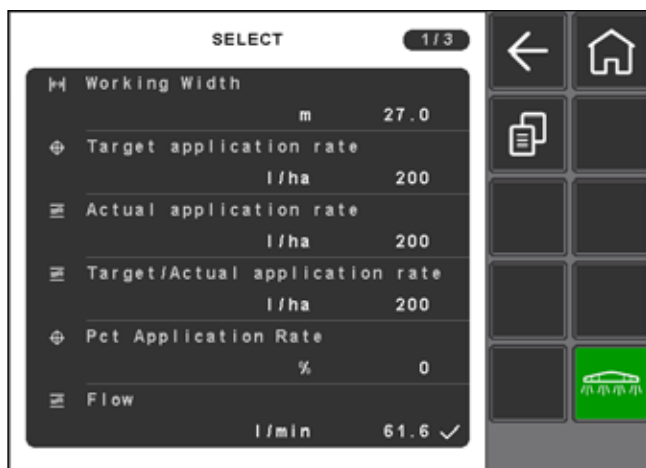 SELECT 1/3
Working Width
m 27.0
Target application rate
l/ha 200
Actual application rate
l/ha 200
Target/Actual application rate
l/ha 200
Pct Application Rate
% 0
Flow
l/min 61.6